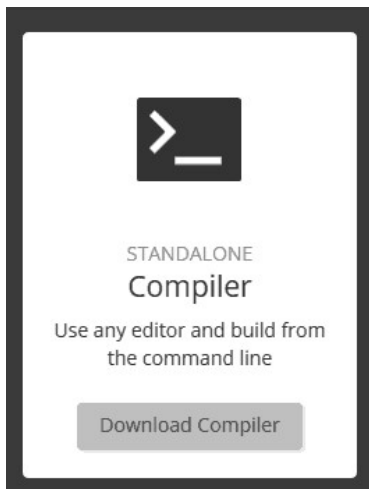 STANDALONE
Compiler
Use any editor and build from
the command line
Download Compiler